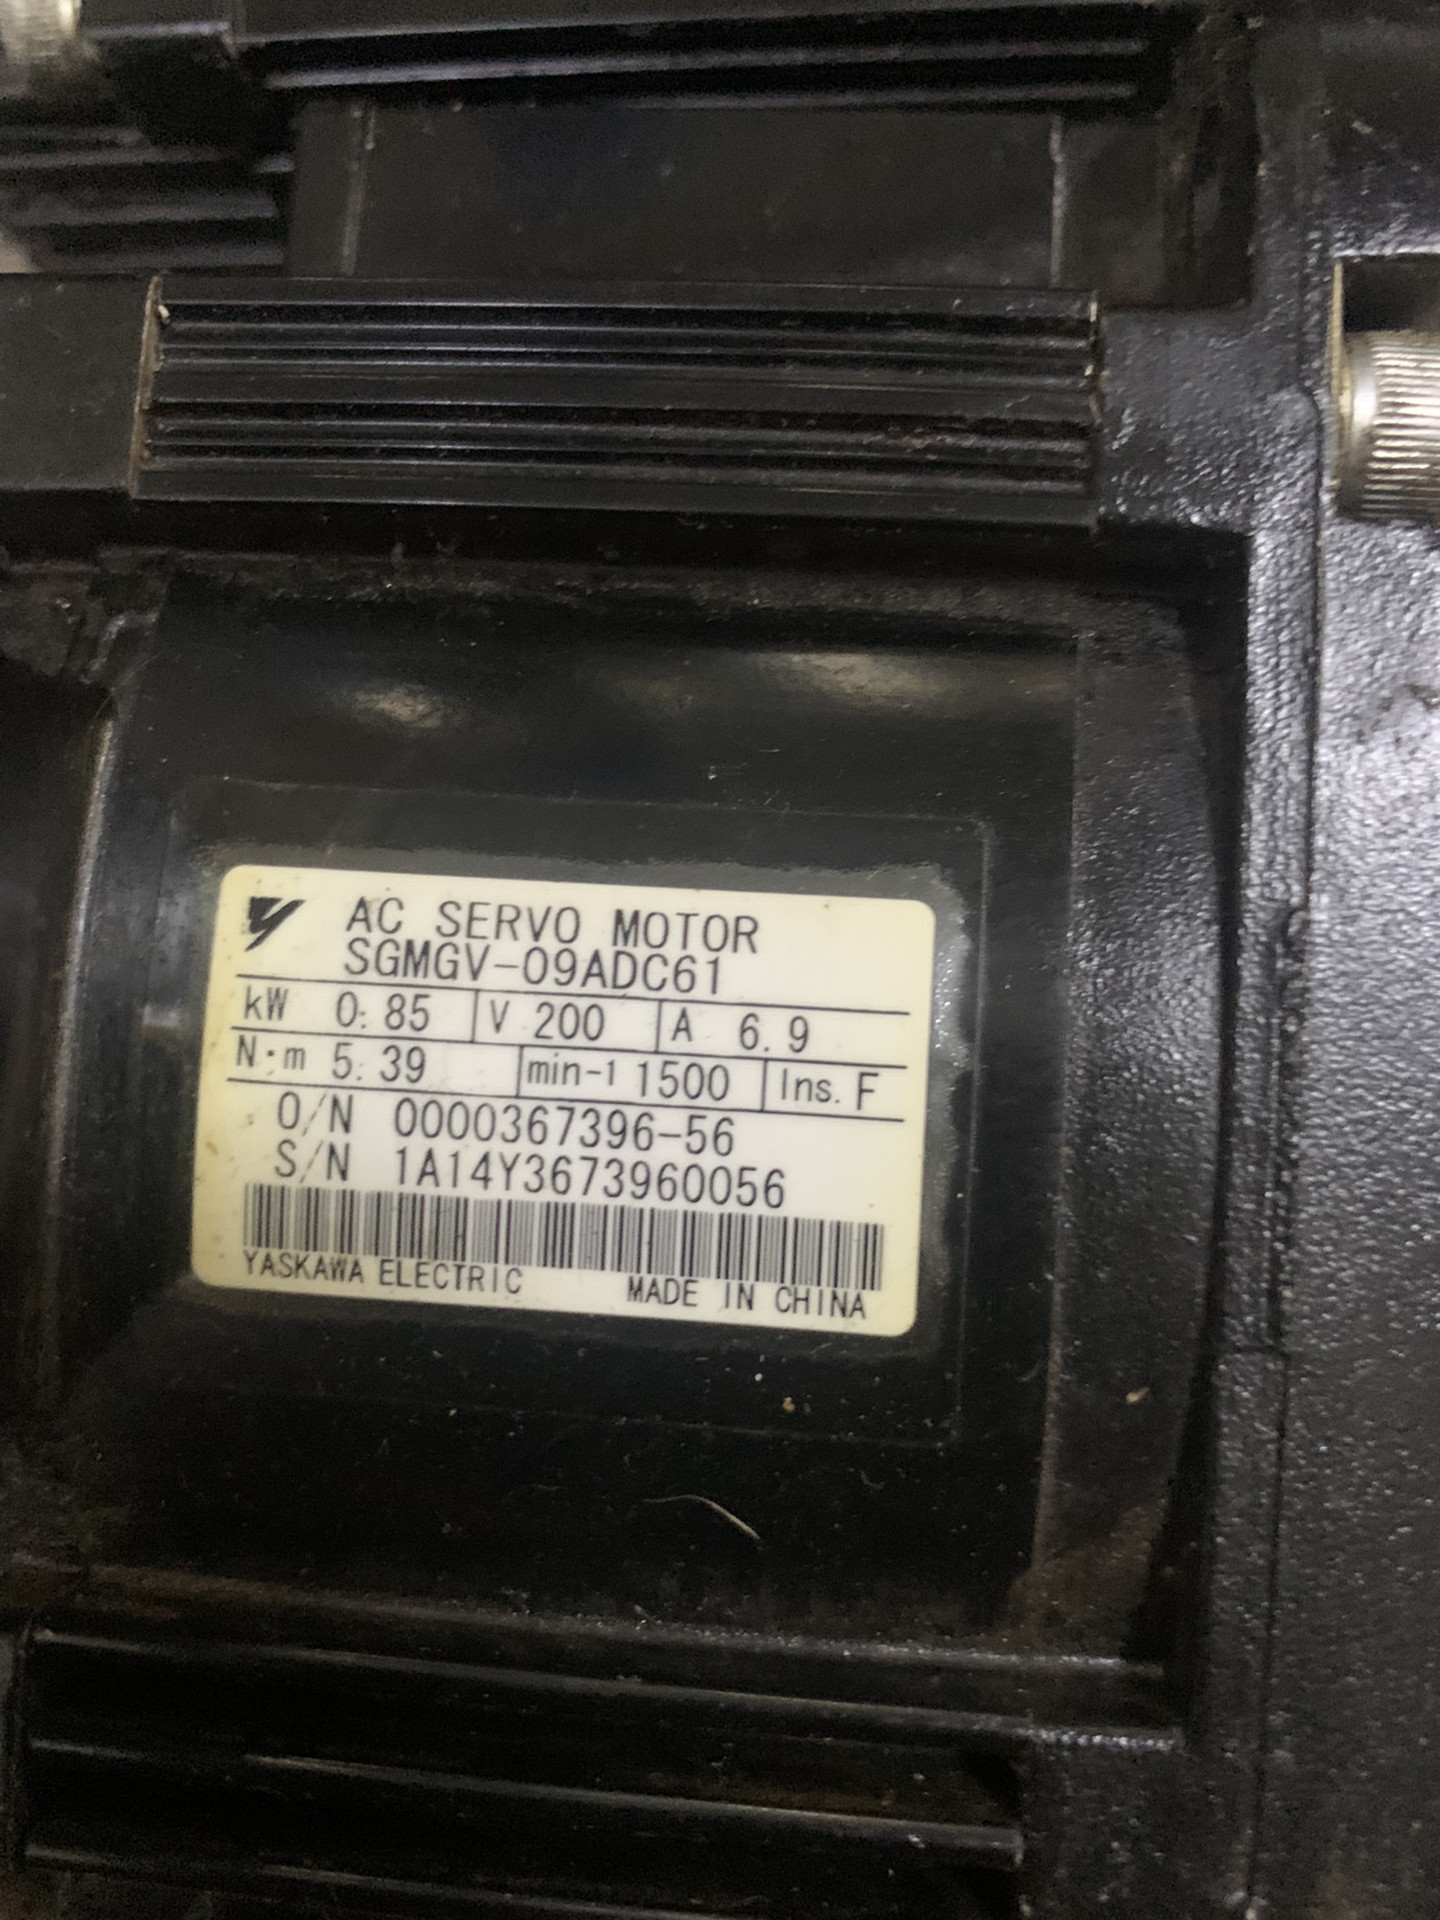 AC SERVO MOTOR
SGMGV-09ADC61
kW 0.85 V 200 A 6.9
N·m 5.39 min-1 1500 Ins. F
O/N 0000367396-56
S/N 1A14Y3673960056
YASKAWA ELECTRIC MADE IN CHINA